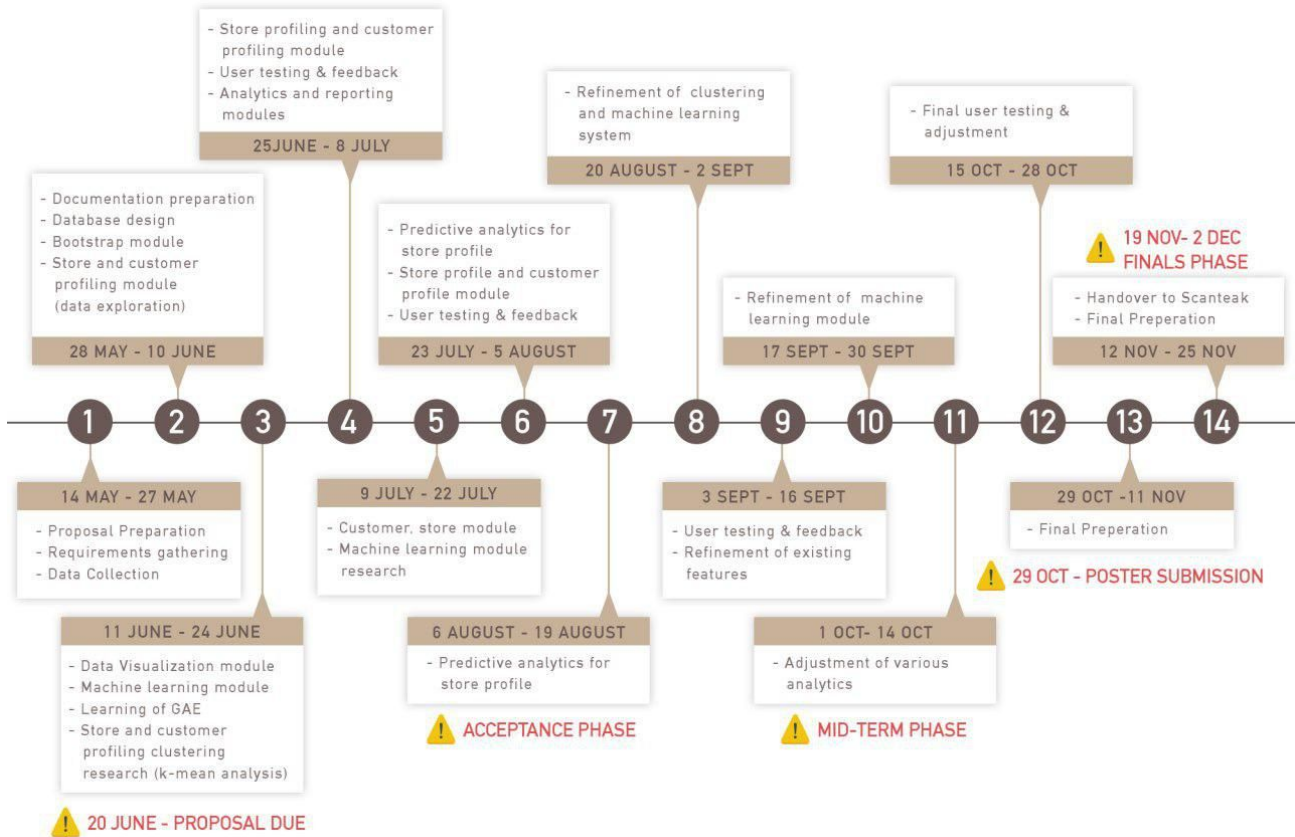 - Store profiling and customer
profiling module
- User testing & feedback
- Analytics and reporting
modules
25JUNE - 8 JULY
- Refinement of clustering
and machine learning
system
20 AUGUST - 2 SEPT
- Final user testing &
adjustment
15 OCT - 28 OCT
- Documentation preparation
- Database design
- Bootstrap module
- Store and customer
profiling module
(data exploration)
28 MAY - 10 JUNE
- Predictive analytics for
store profile
- Store profile and customer
profile module
- User testing & feedback
23 JULY - 5 AUGUST
- Refinement of machine
learning module
17 SEPT - 30 SEPT
19 NOV- 2 DEC
FINALS PHASE
- Handover to Scanteak
- Final Preperation
12 NOV - 25 NOV
1 2 3 4 5 6 7 8 9 10 11 12 13 14
14 MAY - 27 MAY
- Proposal Preparation
- Requirements gathering
- Data Collection
9 JULY - 22 JULY
- Customer, store module
- Machine learning module
research
3 SEPT - 16 SEPT
- User testing & feedback
- Refinement of existing
features
29 OCT -11 NOV
- Final Preperation
29 OCT - POSTER SUBMISSION
11 JUNE - 24 JUNE
- Data Visualization module
- Machine learning module
- Learning of GAE
- Store and customer
profiling clustering
research (k-mean analysis)
20 JUNE - PROPOSAL DUE
6 AUGUST - 19 AUGUST
- Predictive analytics for
store profile
ACCEPTANCE PHASE
1 OCT- 14 OCT
- Adjustment of various
analytics
MID-TERM PHASE